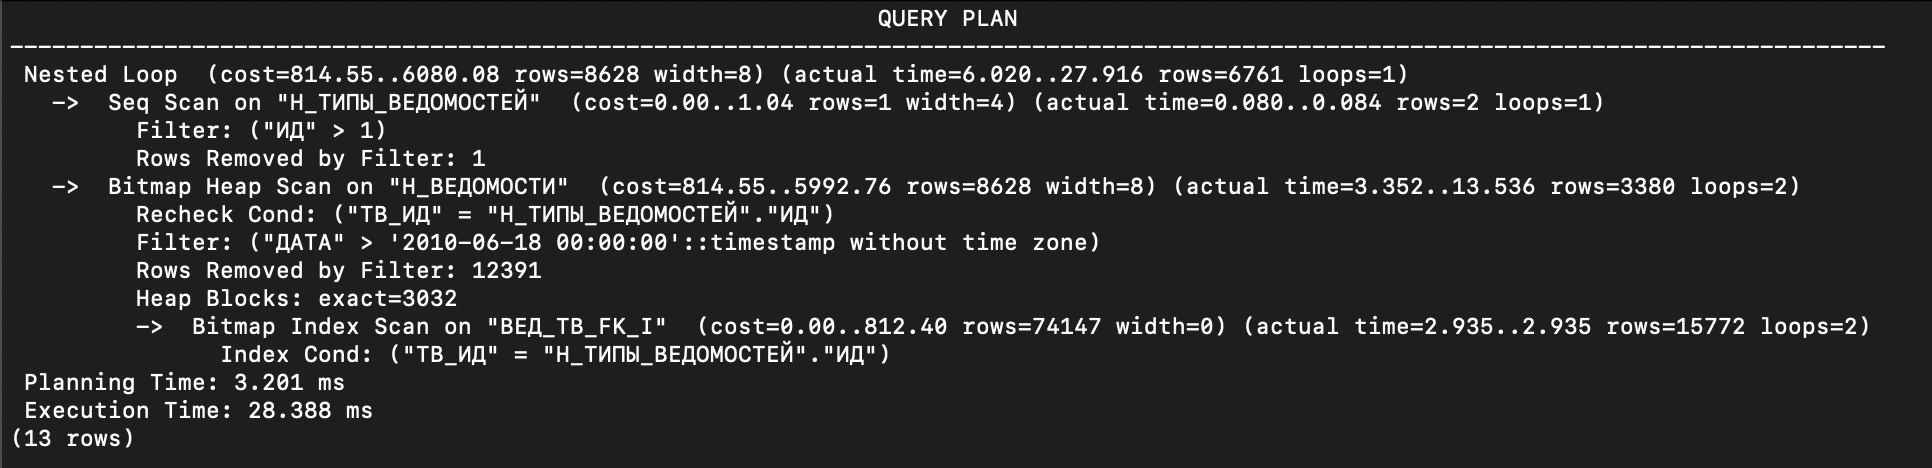 QUERY PLAN
----------------------------------------------------------------------------------------------------------------------------------------
Nested Loop  (cost=814.55..6080.08 rows=8628 width=8) (actual time=6.020..27.916 rows=6761 loops=1)
  ->  Seq Scan on "Н_ТИПЫ_ВЕДОМОСТЕЙ"  (cost=0.00..1.04 rows=1 width=4) (actual time=0.080..0.084 rows=2 loops=1)
        Filter: ("ИД" > 1)
        Rows Removed by Filter: 1
  ->  Bitmap Heap Scan on "Н_ВЕДОМОСТИ"  (cost=814.55..5992.76 rows=8628 width=8) (actual time=3.352..13.536 rows=3380 loops=2)
        Recheck Cond: ("ТВ_ИД" = "Н_ТИПЫ_ВЕДОМОСТЕЙ"."ИД")
        Filter: ("ДАТА" > '2010-06-18 00:00:00'::timestamp without time zone)
        Rows Removed by Filter: 12391
        Heap Blocks: exact=3032
        ->  Bitmap Index Scan on "ВЕД_ТВ_FK_I"  (cost=0.00..812.40 rows=74147 width=0) (actual time=2.935..2.935 rows=15772 loops=2)
              Index Cond: ("ТВ_ИД" = "Н_ТИПЫ_ВЕДОМОСТЕЙ"."ИД")
Planning Time: 3.201 ms
Execution Time: 28.388 ms
(13 rows)